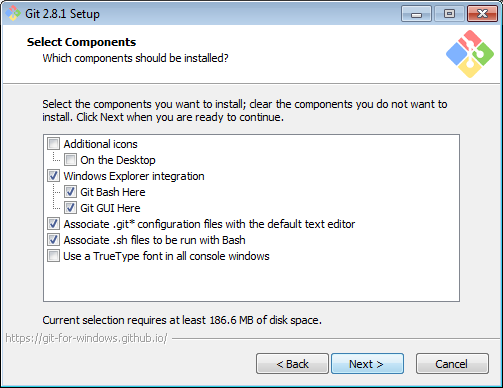 Git 2.8.1 Setup
Select Components
Which components should be installed?
Select the components you want to install; clear the components you do not want to
install. Click Next when you are ready to continue.
Additional icons
On the Desktop
Windows Explorer integration
Git Bash Here
Git GUI Here
Associate .git* configuration files with the default text editor
Associate .sh files to be run with Bash
Use a TrueType font in all console windows
Current selection requires at least 186.6 MB of disk space.
https://git-for-windows.github.io/
< Back
Next >
Cancel